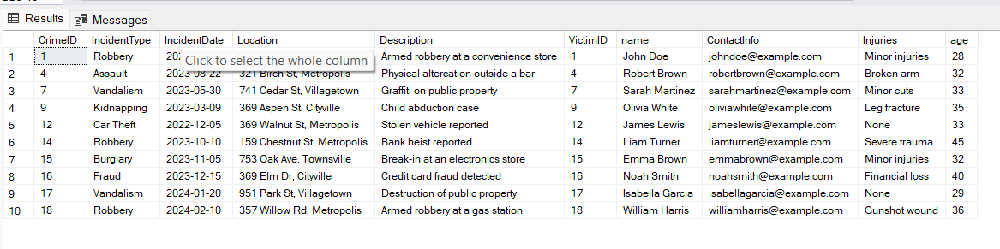 Results Messages
CrimeID IncidentType IncidentDate Location Description VictimID name ContactInfo Injuries age
1 1 Robbery Armed robbery at a convenience store 1 John Doe johndoe@example.com Minor injuries 28
Click to select the whole column
2 4 Assault 2023-08-22 321 Birch St, Metropolis Physical altercation outside a bar 4 Robert Brown robertbrown@example.com Broken arm 32
3 7 Vandalism 2023-05-30 741 Cedar St, Villagetown Graffiti on public property 7 Sarah Martinez sarahmartinez@example.com Minor cuts 33
4 9 Kidnapping 2023-03-09 369 Aspen St, Cityville Child abduction case 9 Olivia White oliviawhite@example.com Leg fracture 35
5 12 Car Theft 2022-12-05 369 Walnut St, Metropolis Stolen vehicle reported 12 James Lewis jameslewis@example.com None 33
6 14 Robbery 2023-10-10 159 Chestnut St, Metropolis Bank heist reported 14 Liam Turner liamturner@example.com Severe trauma 45
7 15 Burglary 2023-11-05 753 Oak Ave, Townsville Break-in at an electronics store 15 Emma Brown emmabrown@example.com Minor injuries 32
8 16 Fraud 2023-12-15 369 Elm Dr, Cityville Credit card fraud detected 16 Noah Smith noahsmith@example.com Financial loss 40
9 17 Vandalism 2024-01-20 951 Park St, Villagetown Destruction of public property 17 Isabella Garcia isabellagarcia@example.com None 29
10 18 Robbery 2024-02-10 357 Willow Rd, Metropolis Armed robbery at a gas station 18 William Harris williamharris@example.com Gunshot wound 36